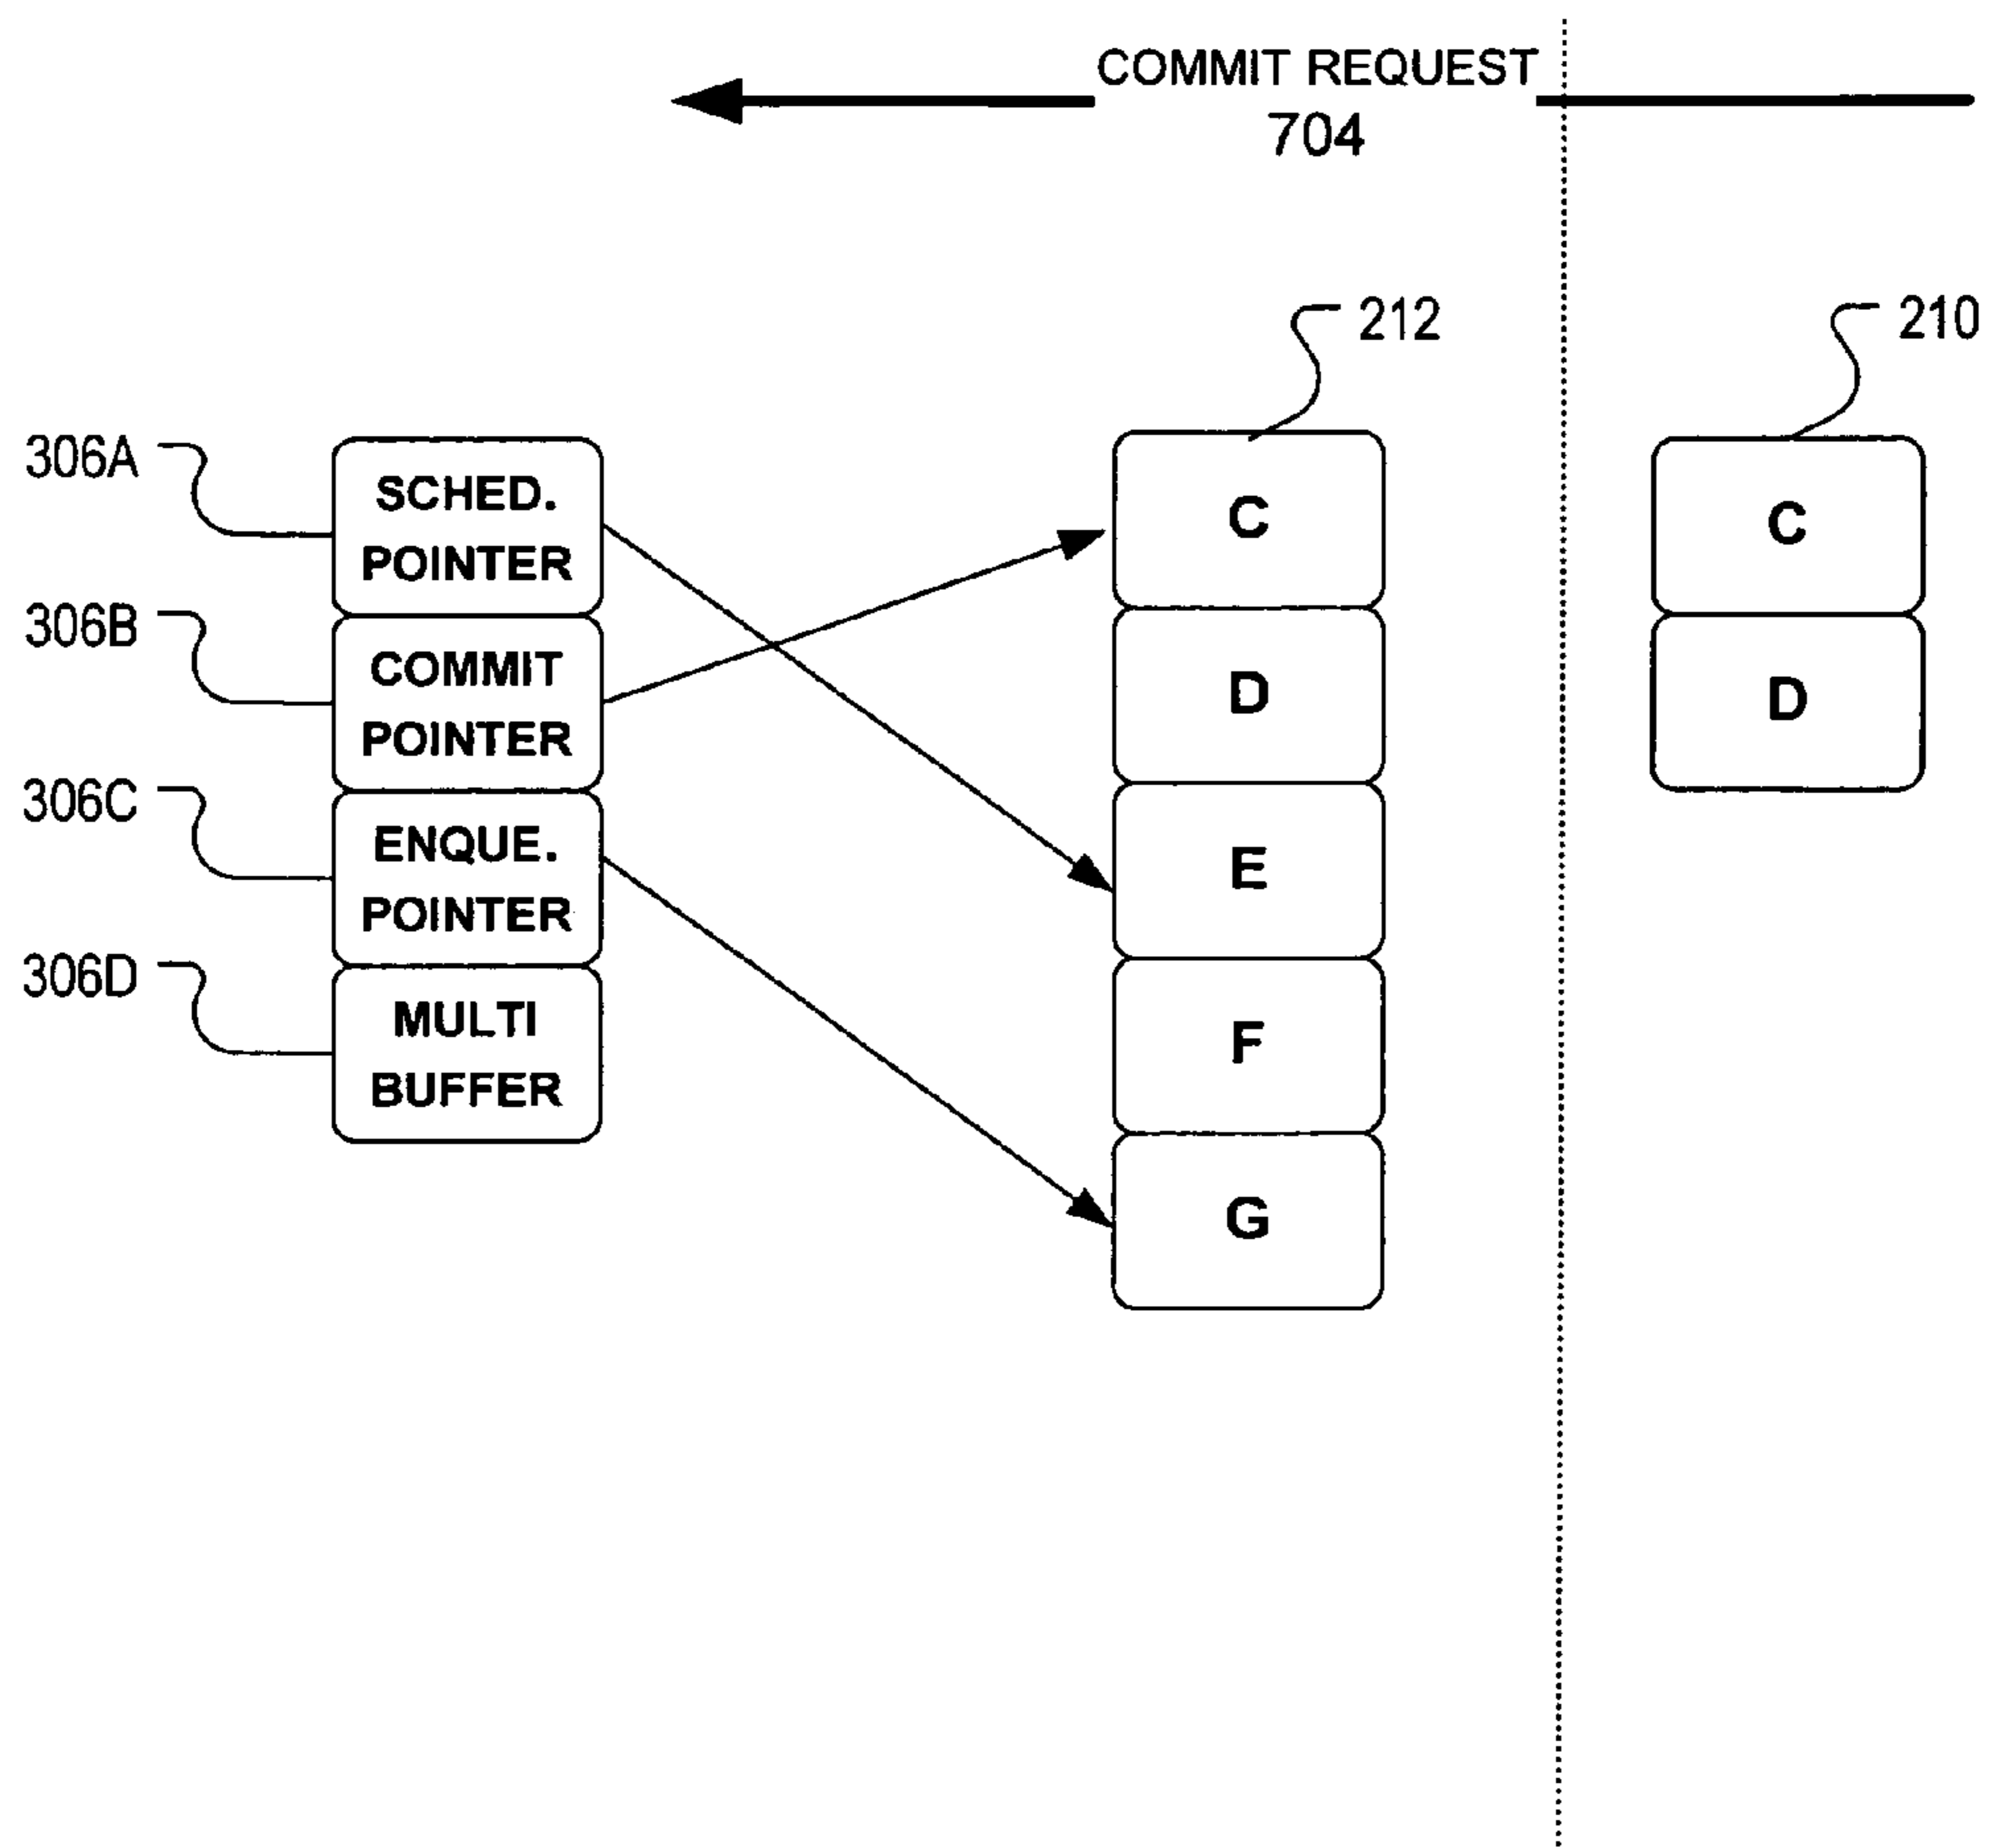 COMMIT REQUEST
704
212
210
306A
SCHED.
POINTER
306B
COMMIT
POINTER
306C
ENQUE.
POINTER
306D
MULTI
BUFFER
C
D
E
F
G
C
D